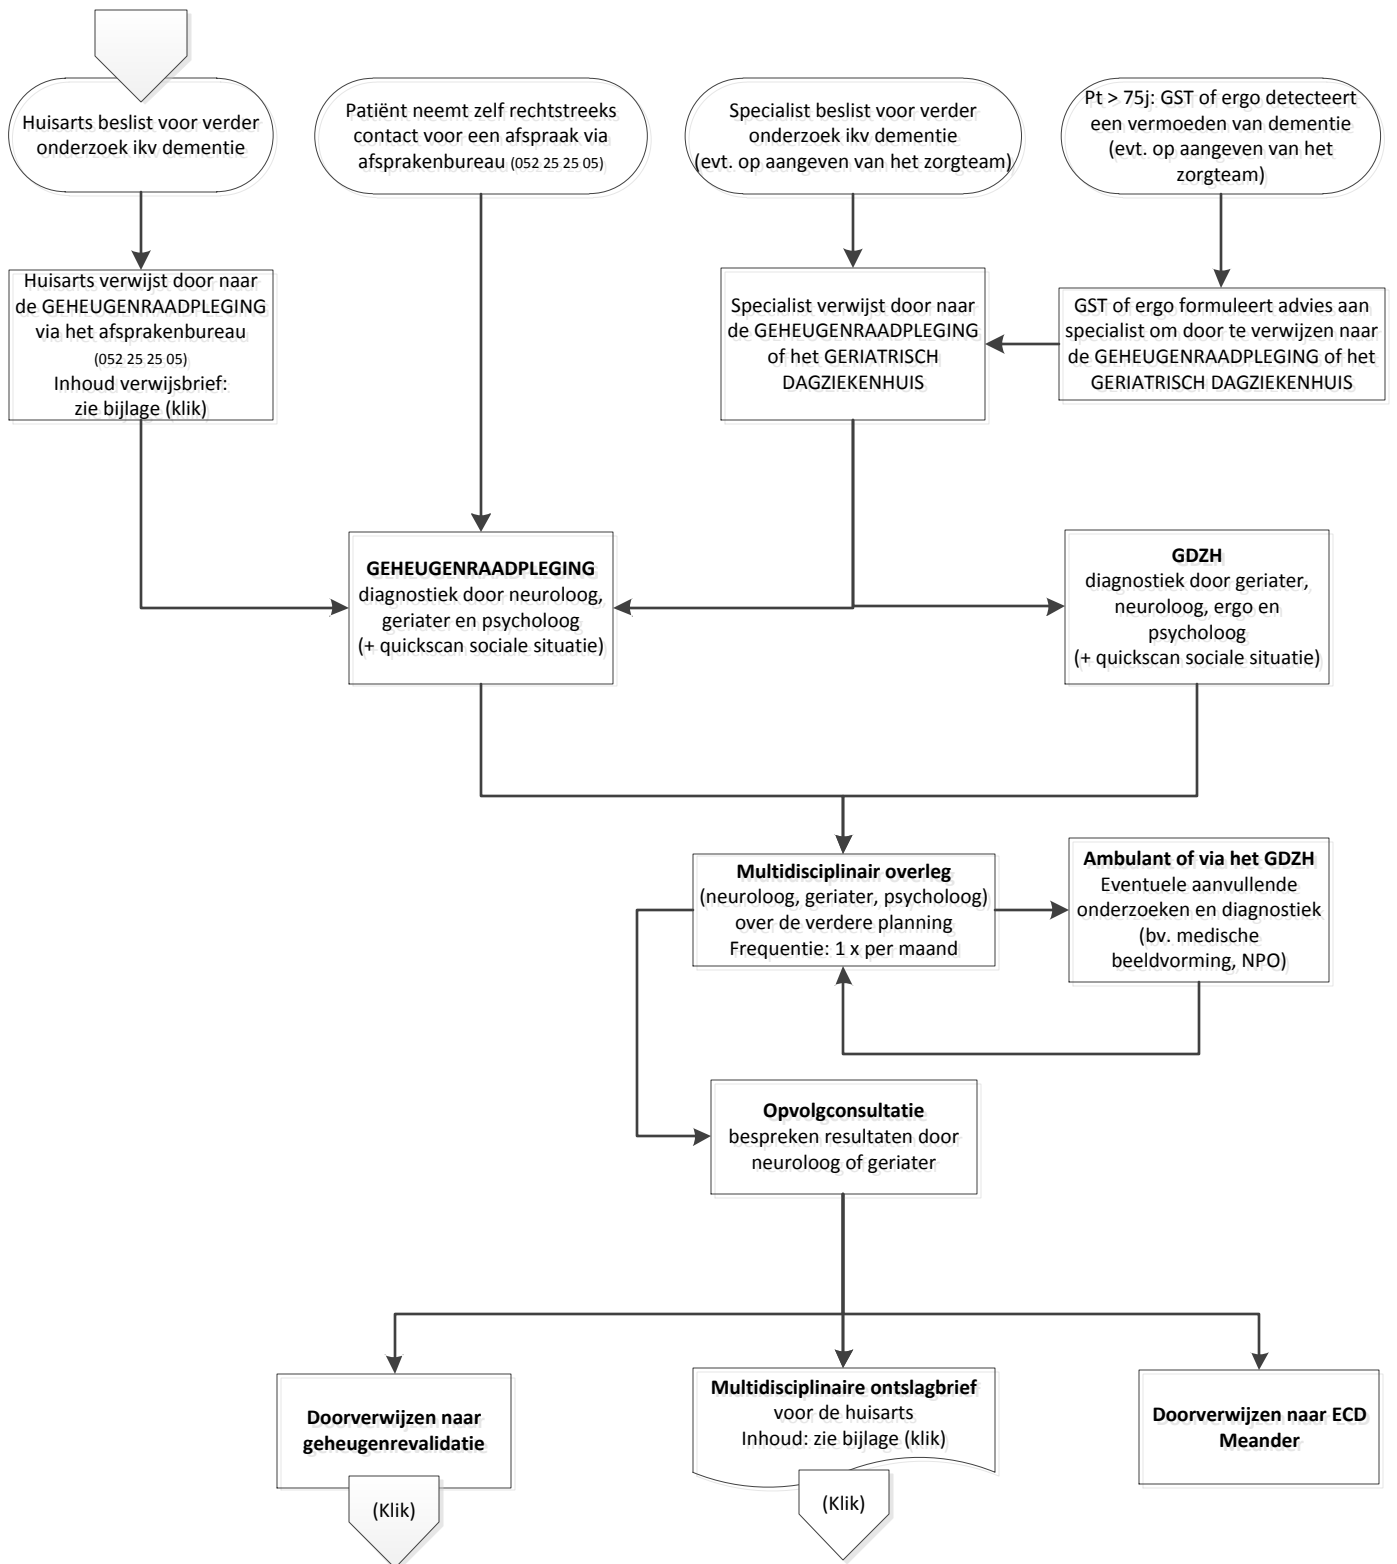 Huisarts beslist voor verder
onderzoek ikv dementie
Patiënt neemt zelf rechtstreeks
contact voor een afspraak via
afsprakenbureau (052 25 25 05)
Specialist beslist voor verder
onderzoek ikv dementie
(evt. op aangeven van het zorgteam)
Pt > 75j: GST of ergo detecteert
een vermoeden van dementie
(evt. op aangeven van het
zorgteam)
Huisarts verwijst door naar
de GEHEUGENRAADPLEGING
via het afsprakenbureau
(052 25 25 05)
Inhoud verwijsbrief:
zie bijlage (klik)
Specialist verwijst door naar
de GEHEUGENRAADPLEGING
of het GERIATRISCH
DAGZIEKENHUIS
GST of ergo formuleert advies aan
specialist om door te verwijzen naar
de GEHEUGENRAADPLEGING of het
GERIATRISCH DAGZIEKENHUIS
GEHEUGENRAADPLEGING
diagnostiek door neuroloog,
geriater en psycholoog
(+ quickscan sociale situatie)
GDZH
diagnostiek door geriater,
neuroloog, ergo en
psycholoog
(+ quickscan sociale situatie)
Multidisciplinair overleg
(neuroloog, geriater, psycholoog)
over de verdere planning
Frequentie: 1 x per maand
Ambulant of via het GDZH
Eventuele aanvullende
onderzoeken en diagnostiek
(bv. medische
beeldvorming, NPO)
Opvolgconsultatie
bespreken resultaten door
neuroloog of geriater
Doorverwijzen naar
geheugenrevalidatie
(Klik)
Multidisciplinaire ontslagbrief
voor de huisarts
Inhoud: zie bijlage (klik)
(Klik)
Doorverwijzen naar ECD
Meander